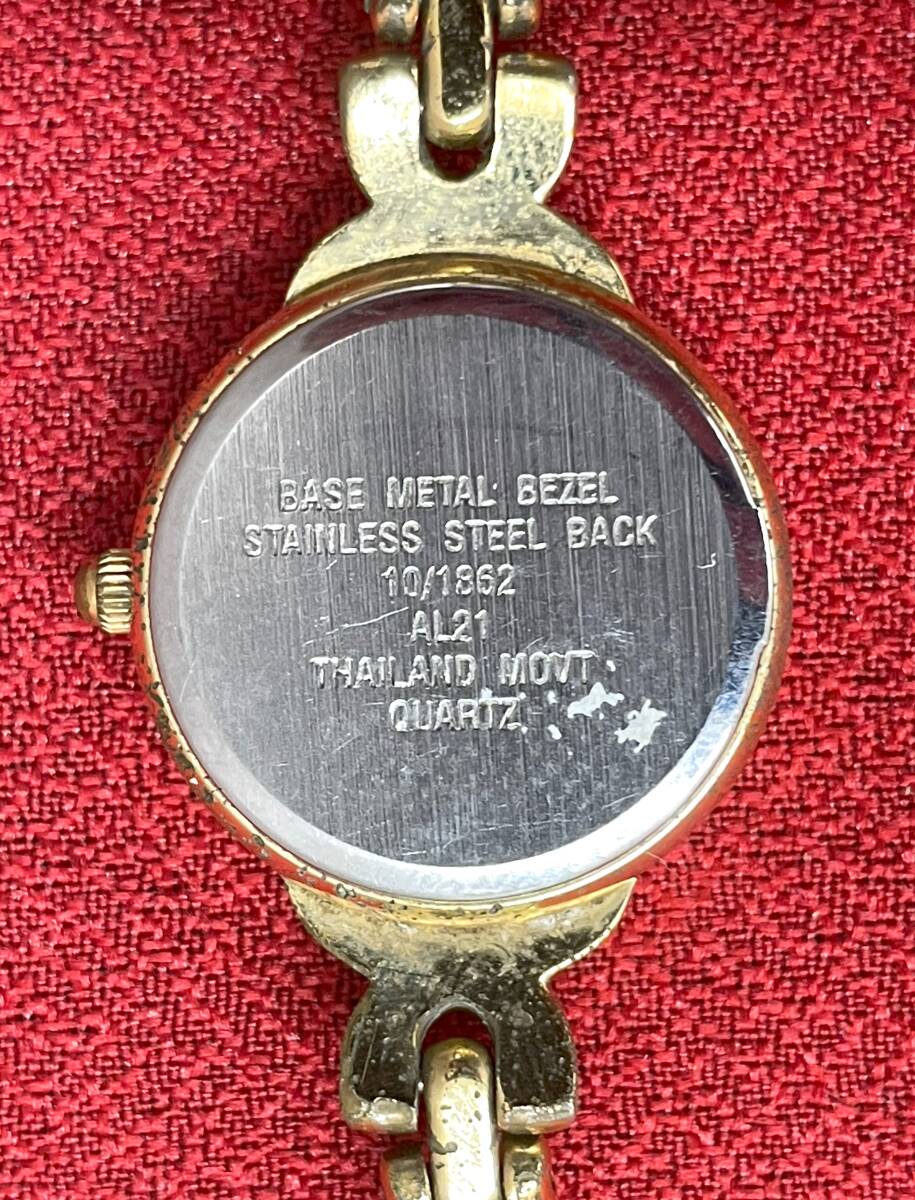 BASE METAL BEZEL
STAINLESS STEEL BACK
10/1862
AL21
THAILAND MOVT
QUARTZ